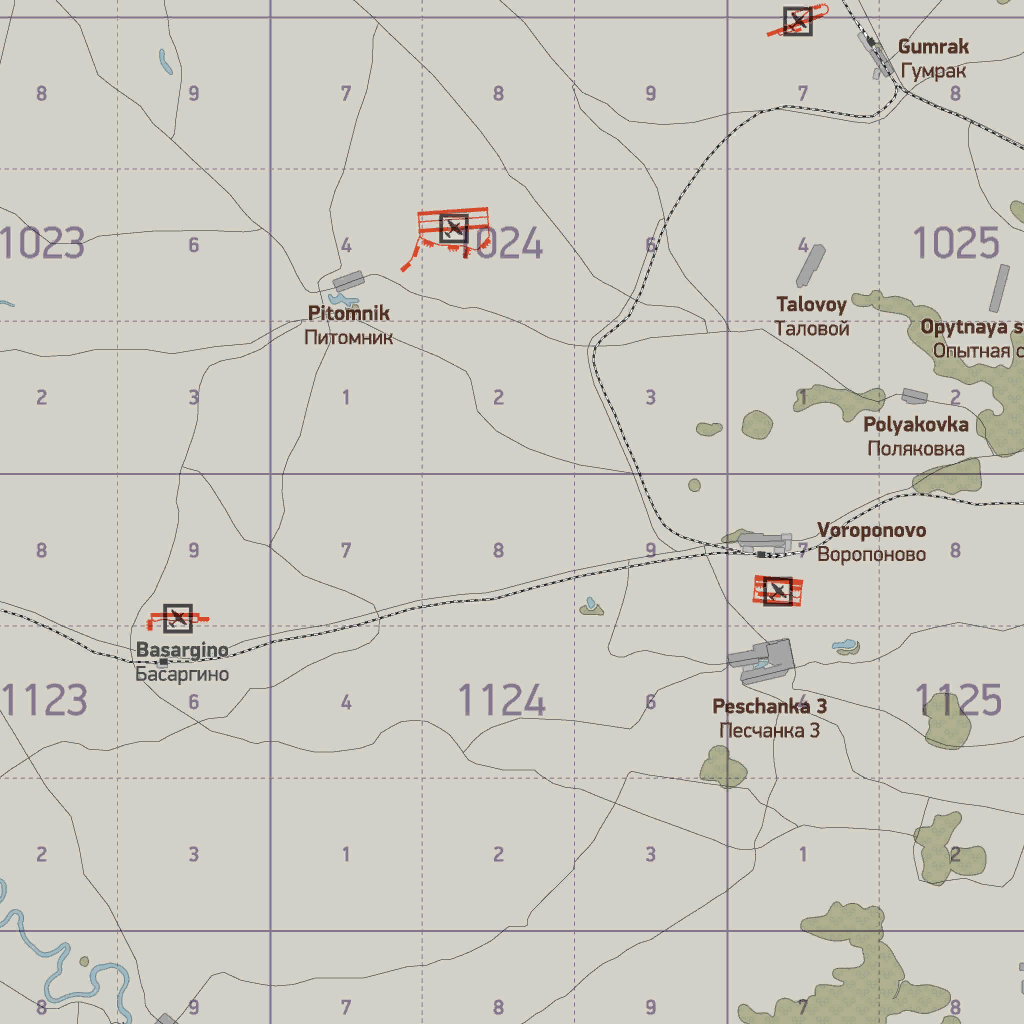 Gumrak
Гумрак
8 9 7 8 9 7 8
1023 6 4 1024 6 4 1025
Talovoy
Таловой
Pitomnik
Питомник
Opytnaya s
Опытная с
2 3 1 2 3 1 2
Polyakovka
Поляковка
Voroponovo
Воропоново
8 9 7 8 9 7 8
Basargino
Басаргино
1123 6 4 1124 6 4 1125
Peschanka 3
Песчанка 3
2 3 1 2 3 1 2
8 9 7 8 9 7 8